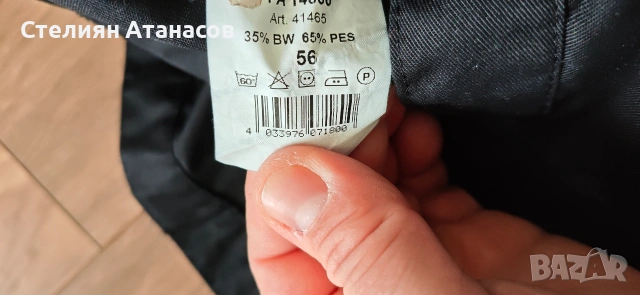 Стелиян Атанасов
Art. 41465
35% BW 65% PES
56
60 P
4 033976 071800
BAZAR